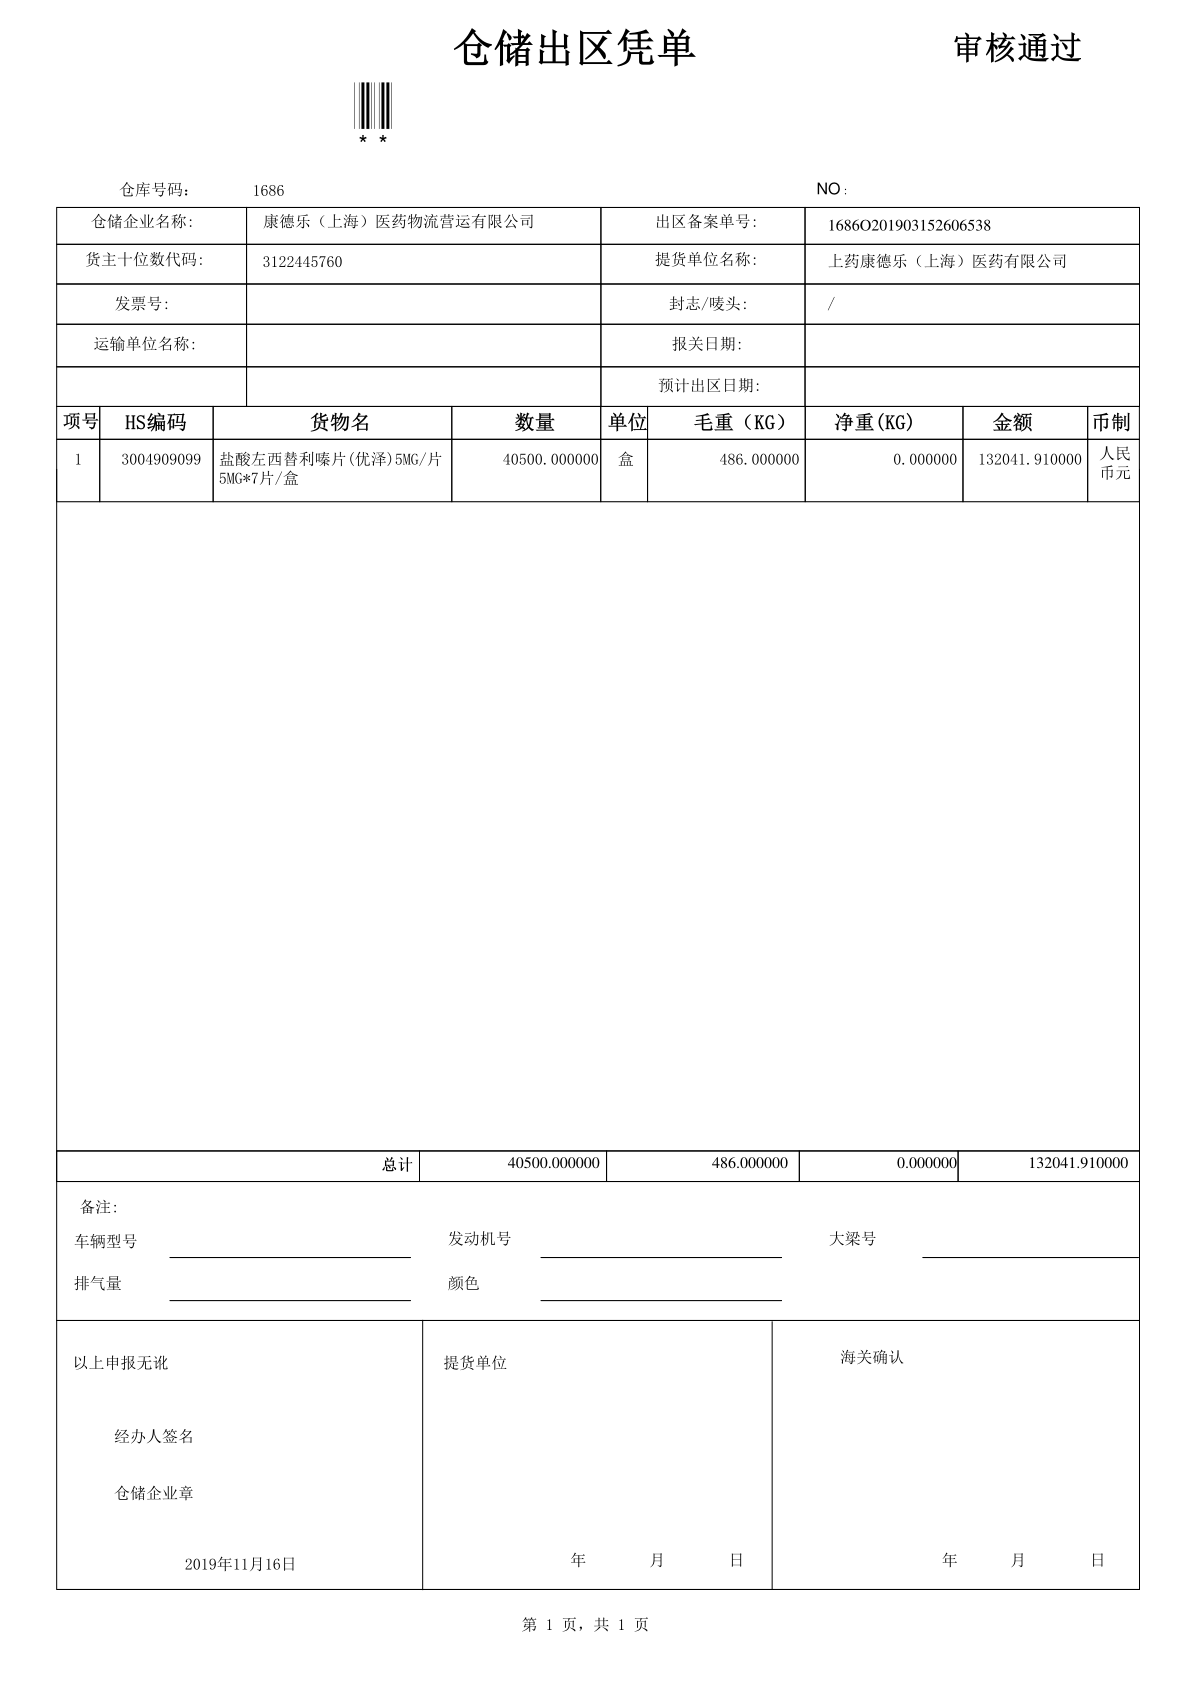 仓储出区凭单 审核通过
* *
仓库号码： 1686 NO：
仓储企业名称: 康德乐（上海）医药物流营运有限公司 出区备案单号: 1686O201903152606538
货主十位数代码: 3122445760 提货单位名称: 上药康德乐（上海）医药有限公司
发票号: 封志/唛头: /
运输单位名称: 报关日期:
预计出区日期:
项号 HS编码 货物名 数量 单位 毛重（KG） 净重(KG) 金额 币制
1 3004909099 盐酸左西替利嗪片(优泽)5MG/片 40500.000000 盒 486.000000 0.000000 132041.910000 人民
5MG*7片/盒 币元
总计 40500.000000 486.000000 0.000000 132041.910000
备注:
车辆型号 发动机号 大梁号
排气量 颜色
以上申报无讹 提货单位 海关确认
经办人签名
仓储企业章
2019年11月16日 年 月 日 年 月 日
第 1 页，共 1 页